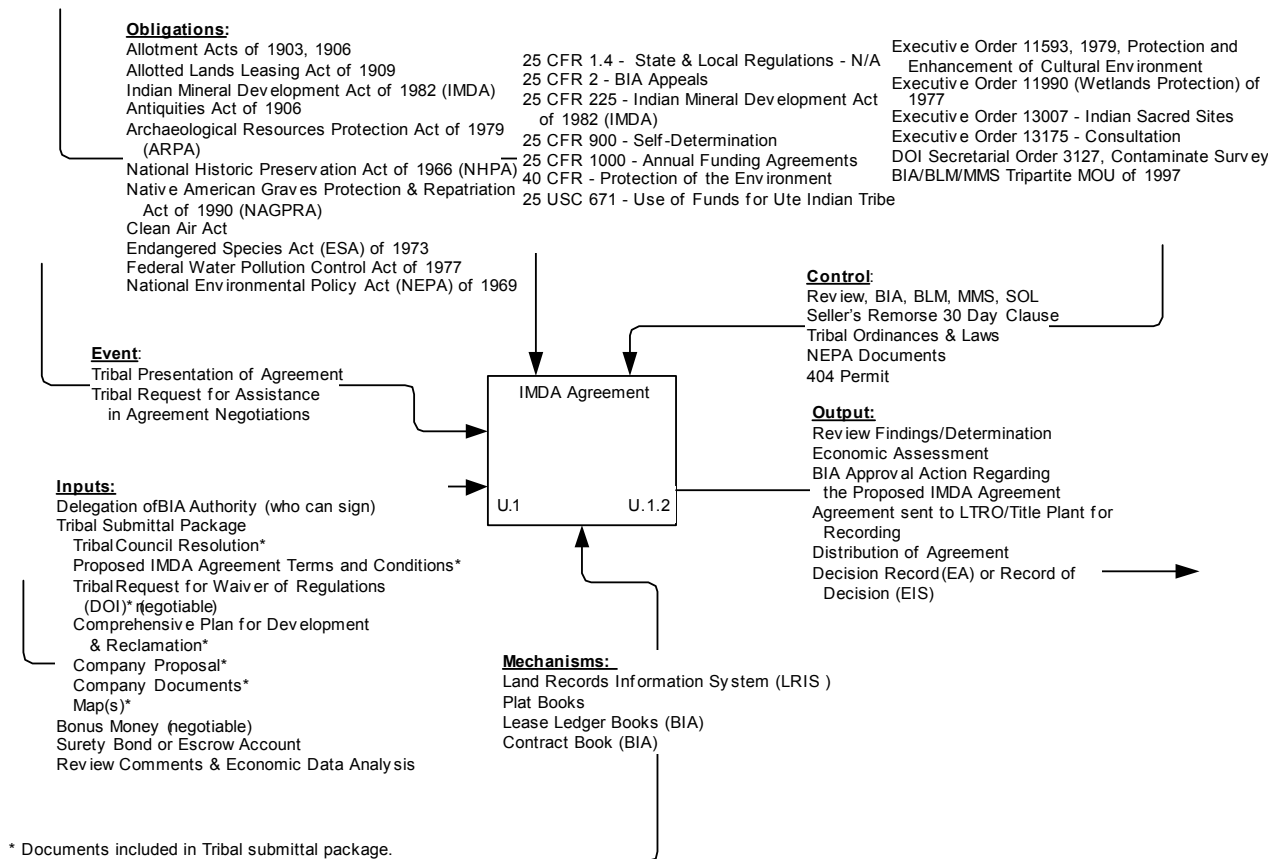 Obligations:
Allotment Acts of 1903, 1906
Allotted Lands Leasing Act of 1909
Indian Mineral Development Act of 1982 (IMDA)
Antiquities Act of 1906
Archaeological Resources Protection Act of 1979
(ARPA)
National Historic Preservation Act of 1966 (NHPA)
Native American Graves Protection & Repatriation
Act of 1990 (NAGPRA)
Clean Air Act
Endangered Species Act (ESA) of 1973
Federal Water Pollution Control Act of 1977
National Environmental Policy Act (NEPA) of 1969
25 CFR 1.4 - State & Local Regulations - N/A
25 CFR 2 - BIA Appeals
25 CFR 225 - Indian Mineral Development Act
of 1982 (IMDA)
25 CFR 900 - Self-Determination
25 CFR 1000 - Annual Funding Agreements
40 CFR - Protection of the Environment
25 USC 671 - Use of Funds for Ute Indian Tribe
Executive Order 11593, 1979, Protection and
Enhancement of Cultural Environment
Executive Order 11990 (Wetlands Protection) of
1977
Executive Order 13007 - Indian Sacred Sites
Executive Order 13175 - Consultation
DOI Secretarial Order 3127, Contaminate Survey
BIA/BLM/MMS Tripartite MOU of 1997
Control:
Review, BIA, BLM, MMS, SOL
Seller's Remorse 30 Day Clause
Tribal Ordinances & Laws
NEPA Documents
404 Permit
Event:
Tribal Presentation of Agreement
Tribal Request for Assistance
in Agreement Negotiations
IMDA Agreement
U.1
U.1.2
Output:
Review Findings/Determination
Economic Assessment
BIA Approval Action Regarding
the Proposed IMDA Agreement
Agreement sent to LTRO/Title Plant for
Recording
Distribution of Agreement
Decision Record (EA) or Record of
Decision (EIS)
Inputs:
Delegation of BIA Authority (who can sign)
Tribal Submittal Package
Tribal Council Resolution*
Proposed IMDA Agreement Terms and Conditions*
Tribal Request for Waiver of Regulations
(DOI)* (negotiable)
Comprehensive Plan for Development
& Reclamation*
Company Proposal*
Company Documents*
Map(s)*
Bonus Money (negotiable)
Surety Bond or Escrow Account
Review Comments & Economic Data Analysis
Mechanisms:
Land Records Information System (LRIS )
Plat Books
Lease Ledger Books (BIA)
Contract Book (BIA)
* Documents included in Tribal submittal package.